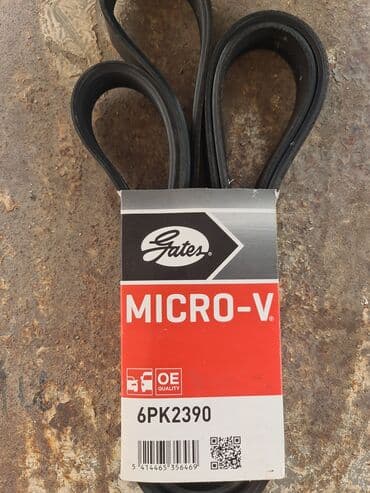 Gates
MICRO-V®
OE
QUALITY
6PK2390
5 414465 356469